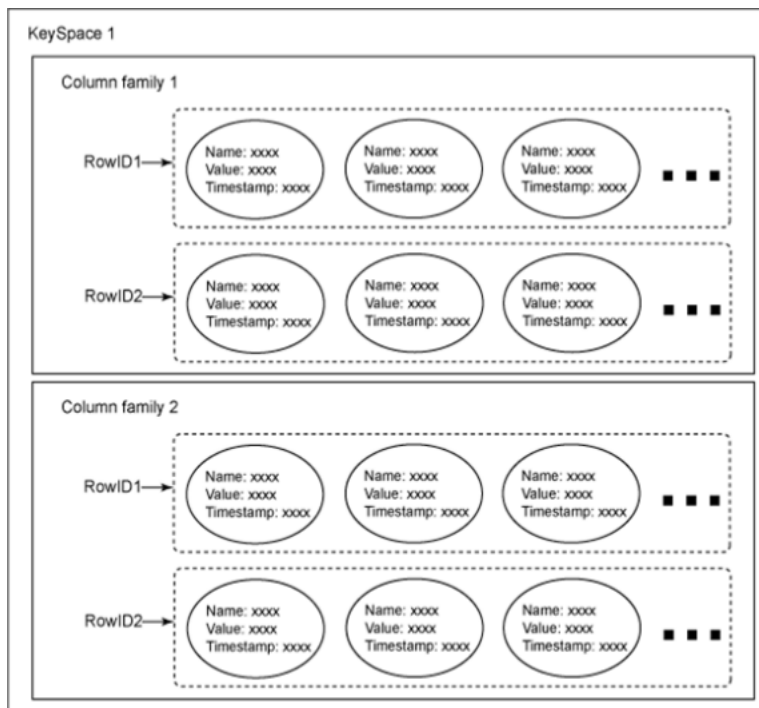 KeySpace 1
Column family 1
RowID1
Name: xxxx
Value: xxxx
Timestamp: xxxx
Name: xxxx
Value: xxxx
Timestamp: xxxx
Name: xxxx
Value: xxxx
Timestamp: xxxx
RowID2
Name: xxxx
Value: xxxx
Timestamp: xxxx
Name: xxxx
Value: xxxx
Timestamp: xxxx
Name: xxxx
Value: xxxx
Timestamp: xxxx
Column family 2
RowID1
Name: xxxx
Value: xxxx
Timestamp: xxxx
Name: xxxx
Value: xxxx
Timestamp: xxxx
Name: xxxx
Value: xxxx
Timestamp: xxxx
RowID2
Name: xxxx
Value: xxxx
Timestamp: xxxx
Name: xxxx
Value: xxxx
Timestamp: xxxx
Name: xxxx
Value: xxxx
Timestamp: xxxx